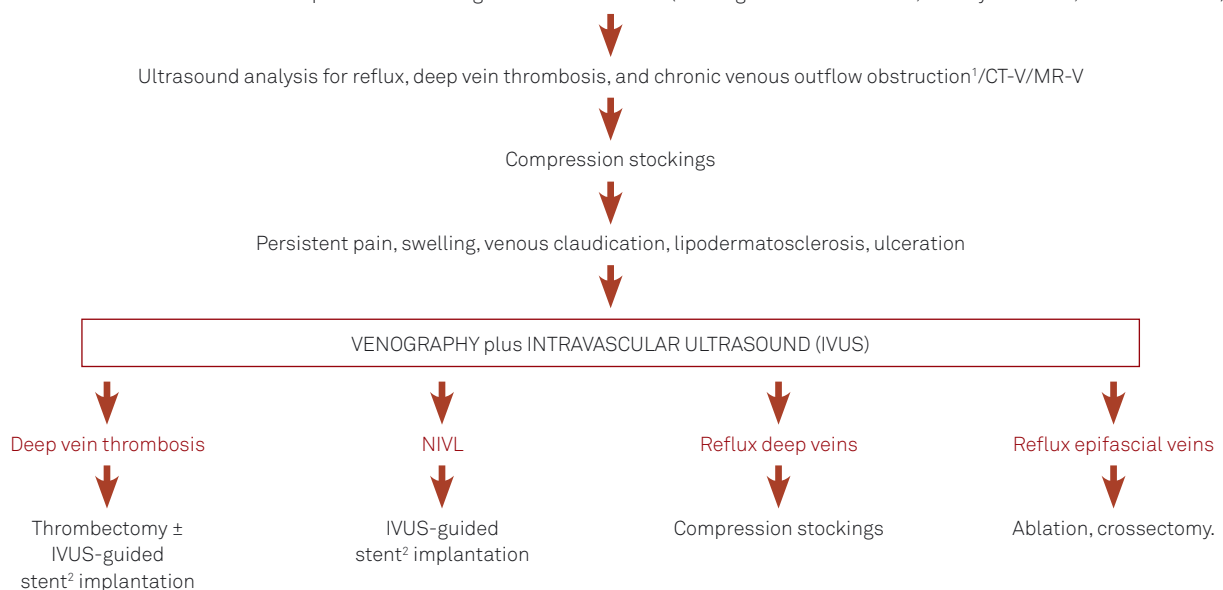 Ultrasound analysis for reflux, deep vein thrombosis, and chronic venous outflow obstruction¹/CT-V/MR-V
Compression stockings
Persistent pain, swelling, venous claudication, lipodermatosclerosis, ulceration
VENOGRAPHY plus INTRAVASCULAR ULTRASOUND (IVUS)
Deep vein thrombosis
NIVL
Reflux deep veins
Reflux epifascial veins
Thrombectomy ±
IVUS-guided
stent² implantation
IVUS-guided
stent² implantation
Compression stockings
Ablation, crossectomy.